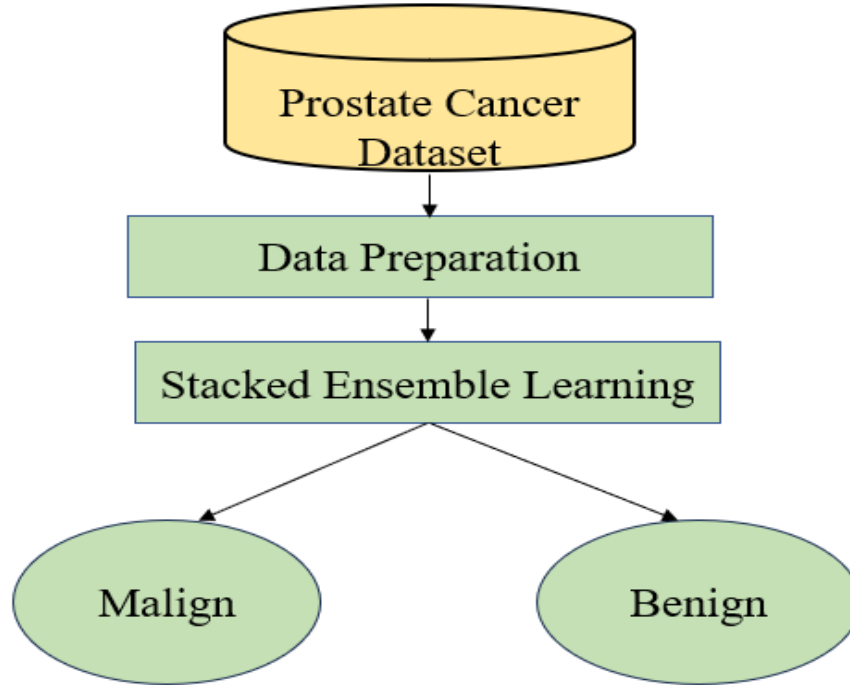 Prostate Cancer
Dataset
Data Preparation
Stacked Ensemble Learning
Malign
Benign